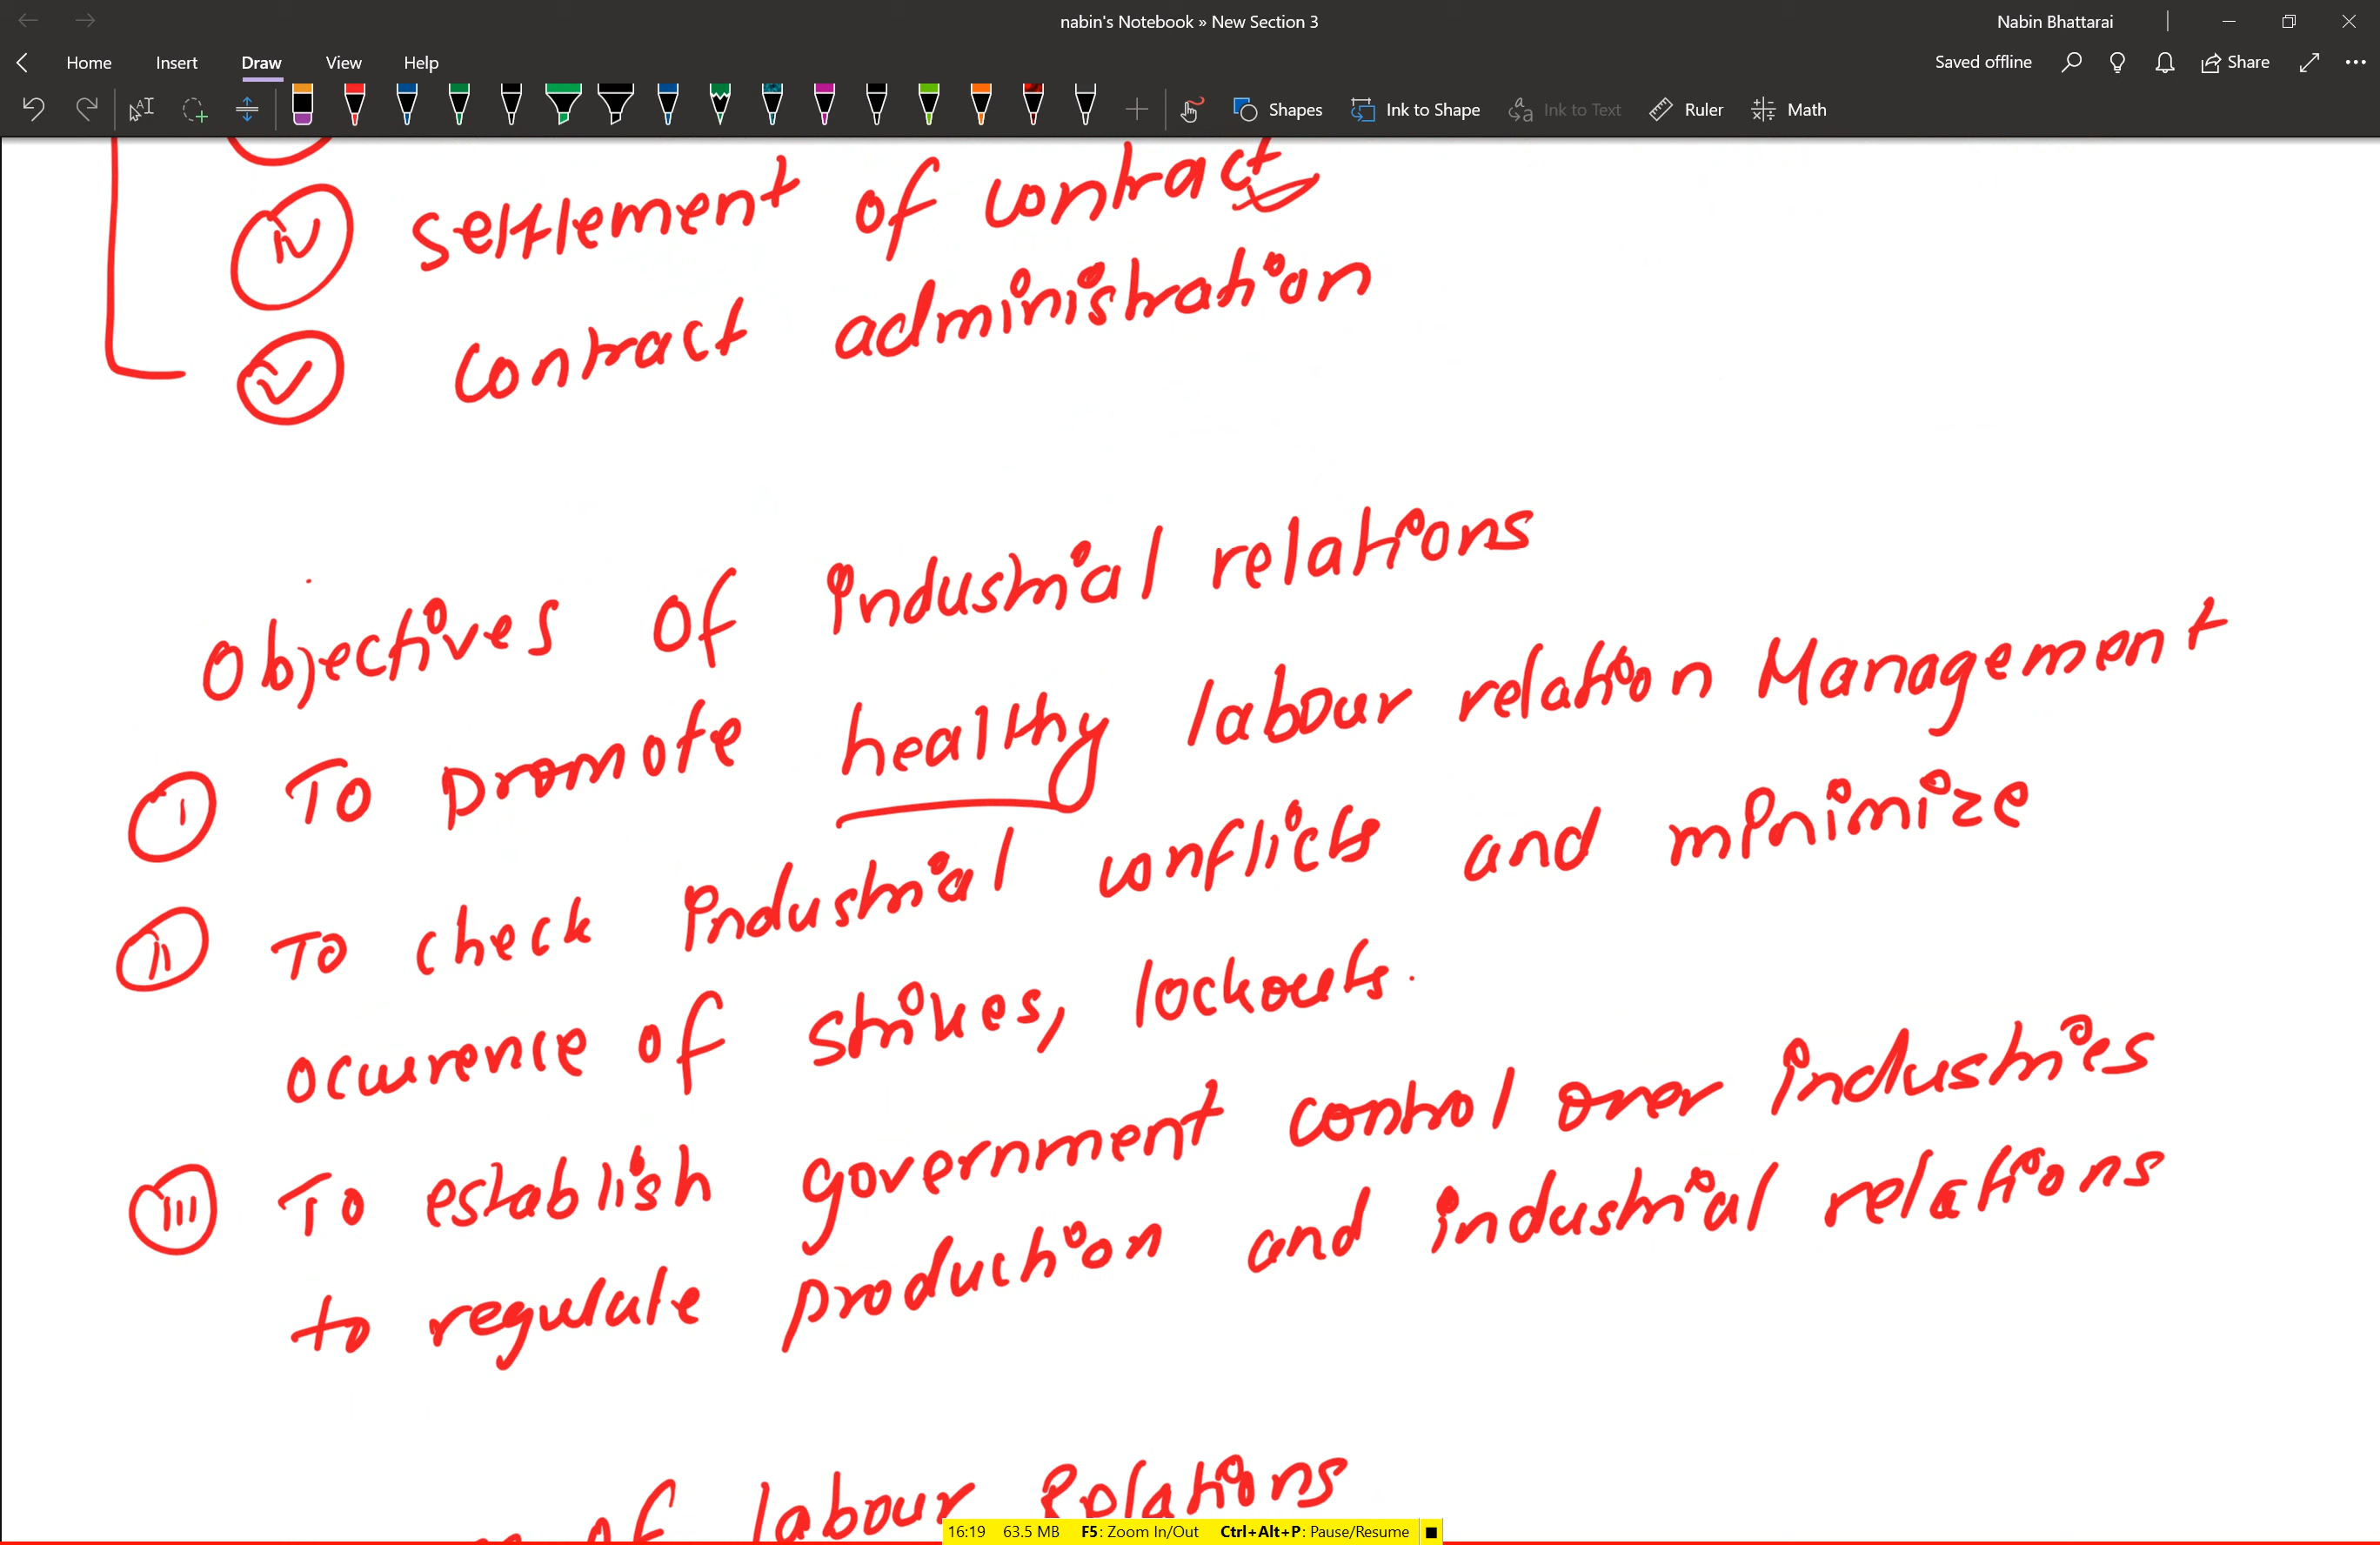 nabin's Notebook » New Section 3
Nabin Bhattarai
Home Insert Draw View Help
Saved offline Share
Shapes Ink to Shape Ink to Text Ruler Math
iv settlement of contract
v contract administration
Objectives of industrial relations
i To promote healthy labour relation Management
ii To check industrial conflicts and minimize
ocurrence of strikes, lockouts.
iii To establish government control over industries
to regulate production and industrial relations
of labour Relations
16:19 63.5 MB F5: Zoom In/Out Ctrl+Alt+P: Pause/Resume